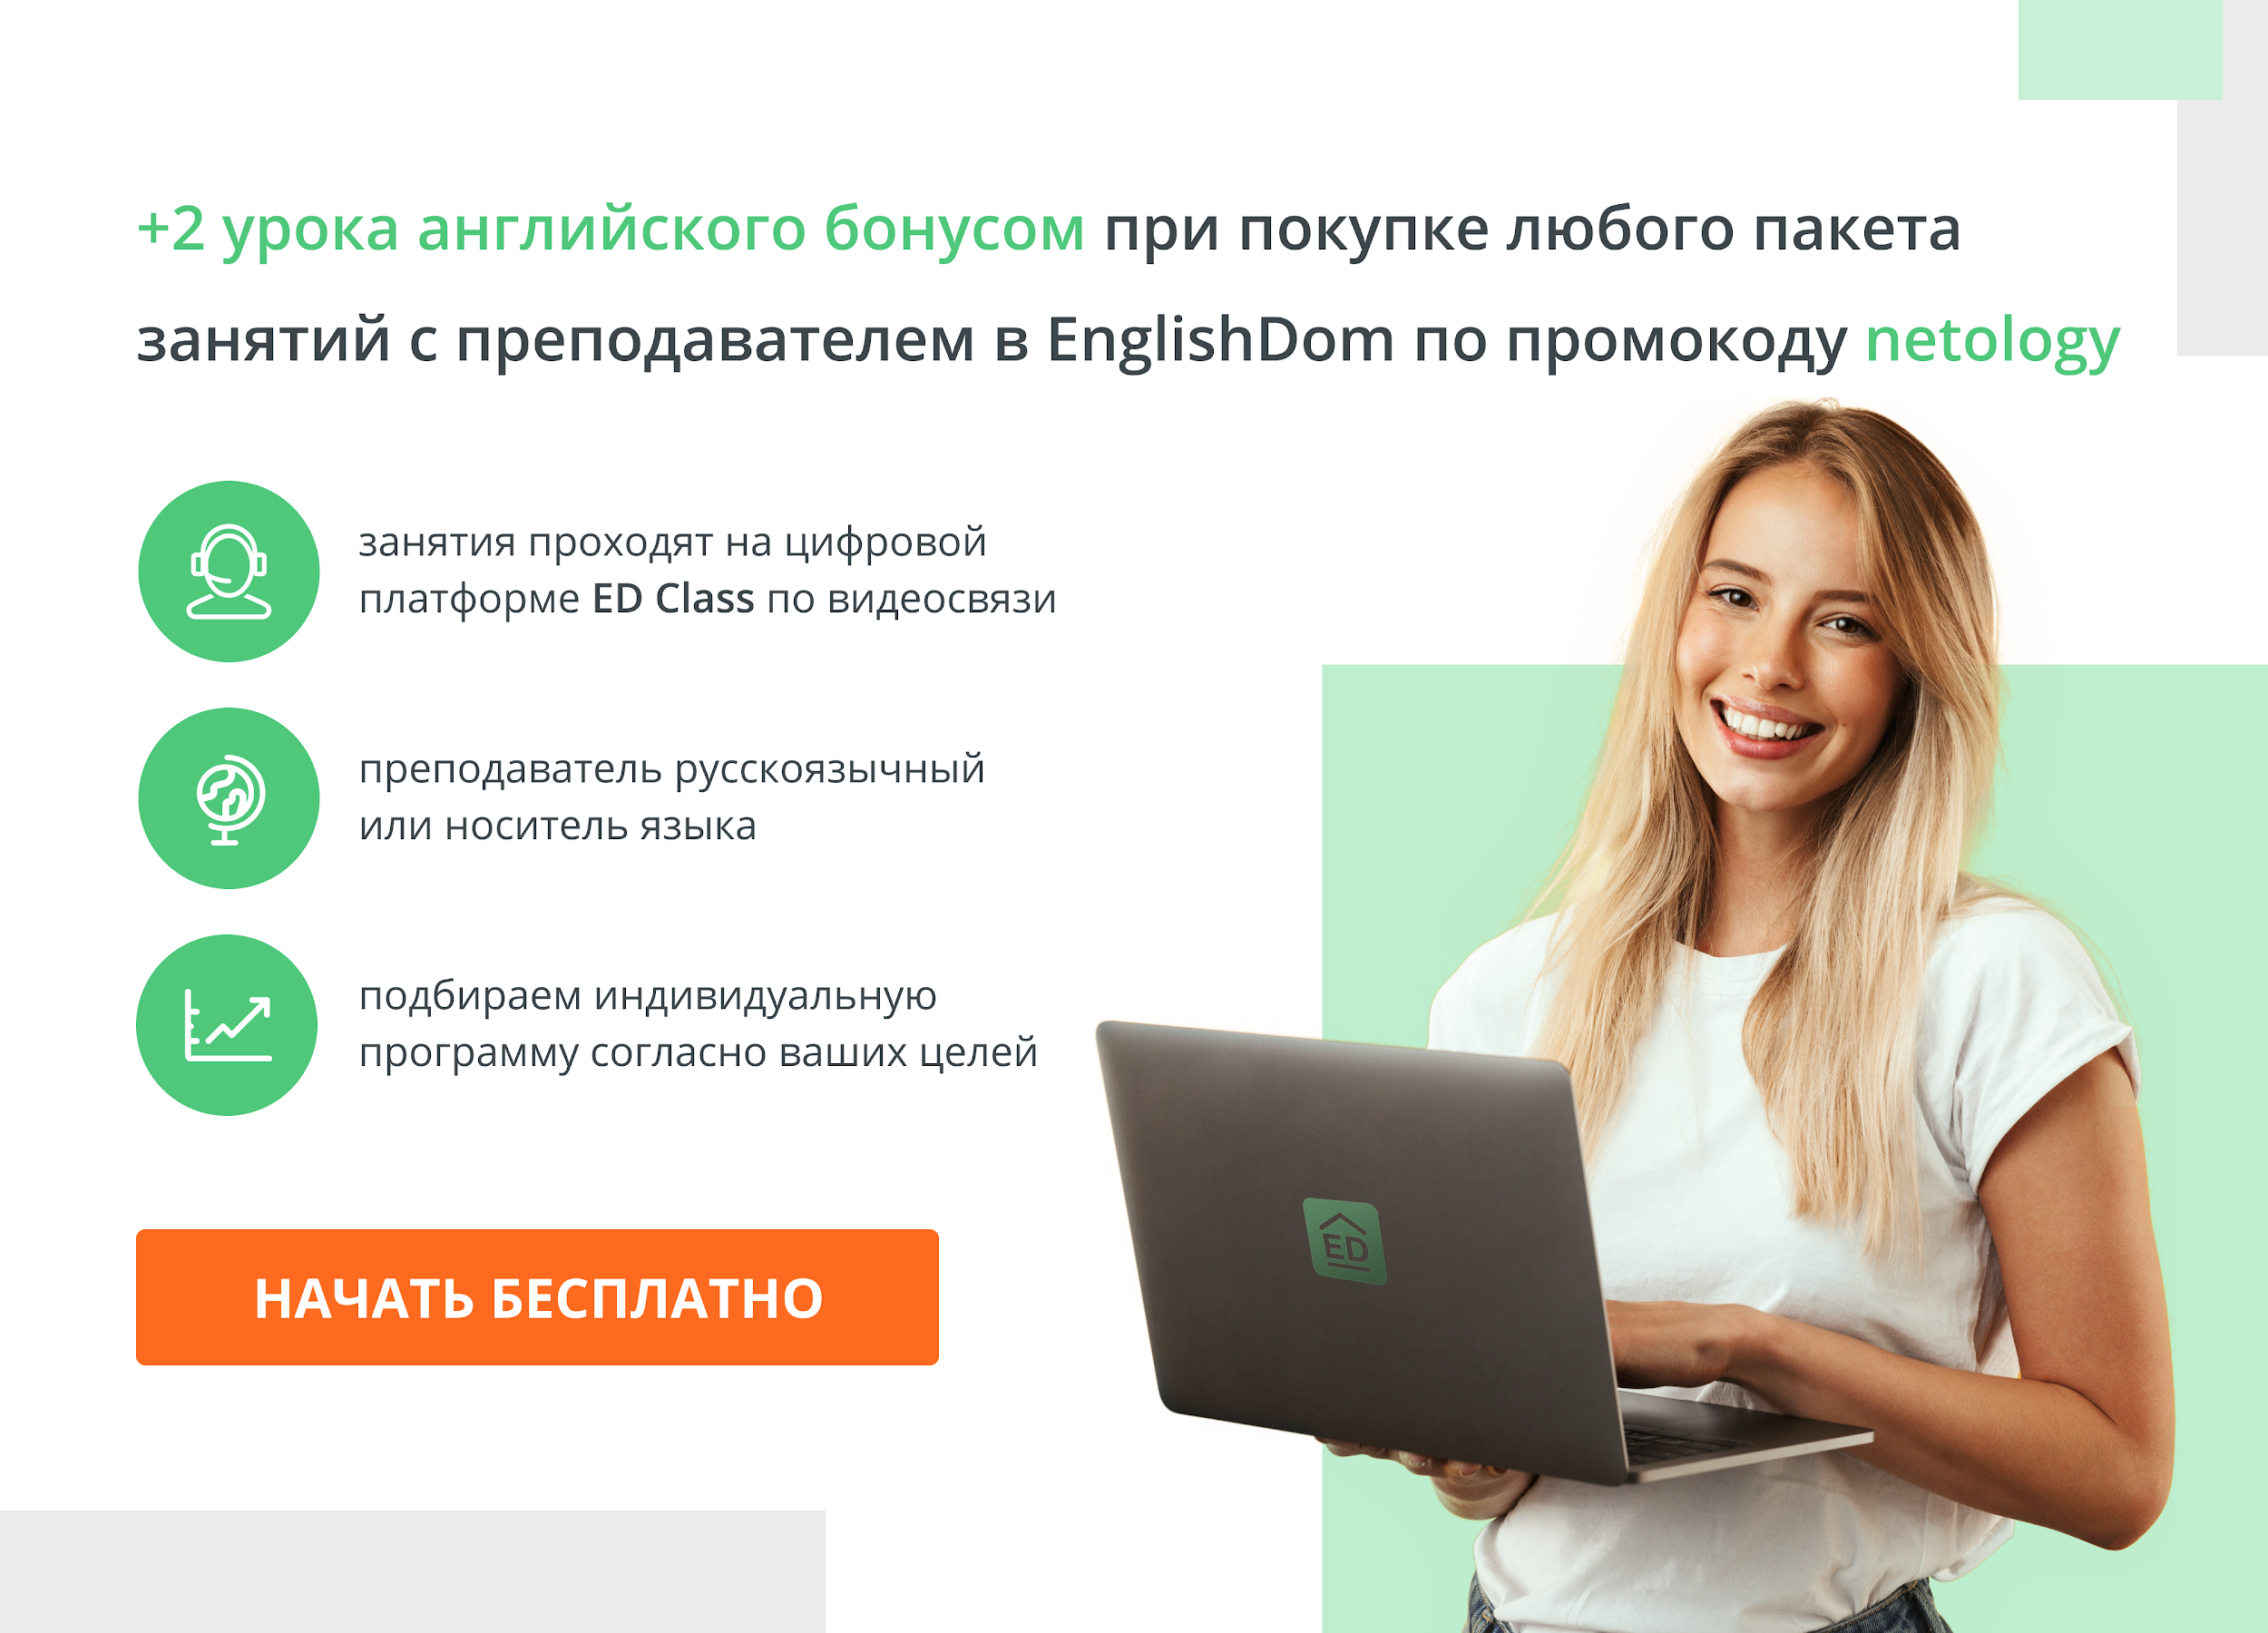 +2 урока английского бонусом при покупке любого пакета
занятий с преподавателем в EnglishDom по промокоду netology
занятия проходят на цифровой
платформе ED Class по видеосвязи
преподаватель русскоязычный
или носитель языка
подбираем индивидуальную
программу согласно ваших целей
ED
НАЧАТЬ БЕСПЛАТНО